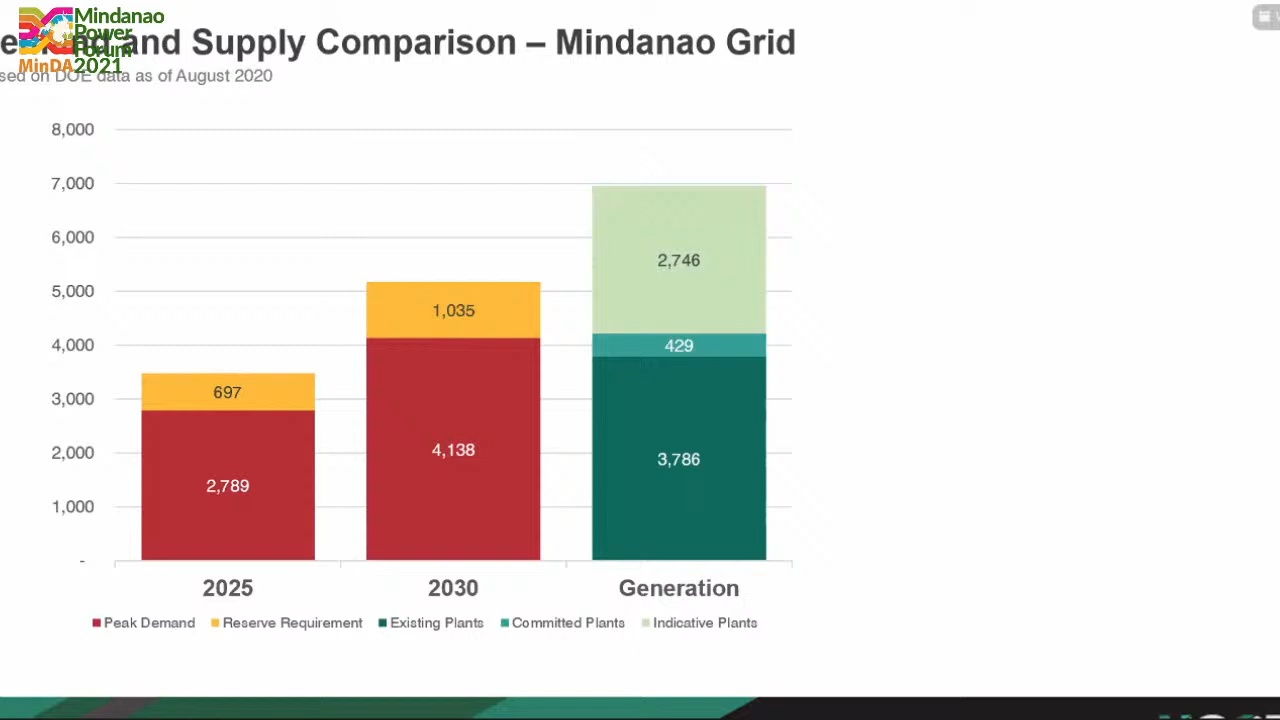 Mindanao
Power
Forum
MinDA 2021
and Supply Comparison – Mindanao Grid
on DOE data as of August 2020
8,000
7,000
6,000
5,000
4,000
3,000
2,000
1,000
-
697
2,789
1,035
4,138
2,746
429
3,786
2025 2030 Generation
Peak Demand Reserve Requirement Existing Plants Committed Plants Indicative Plants